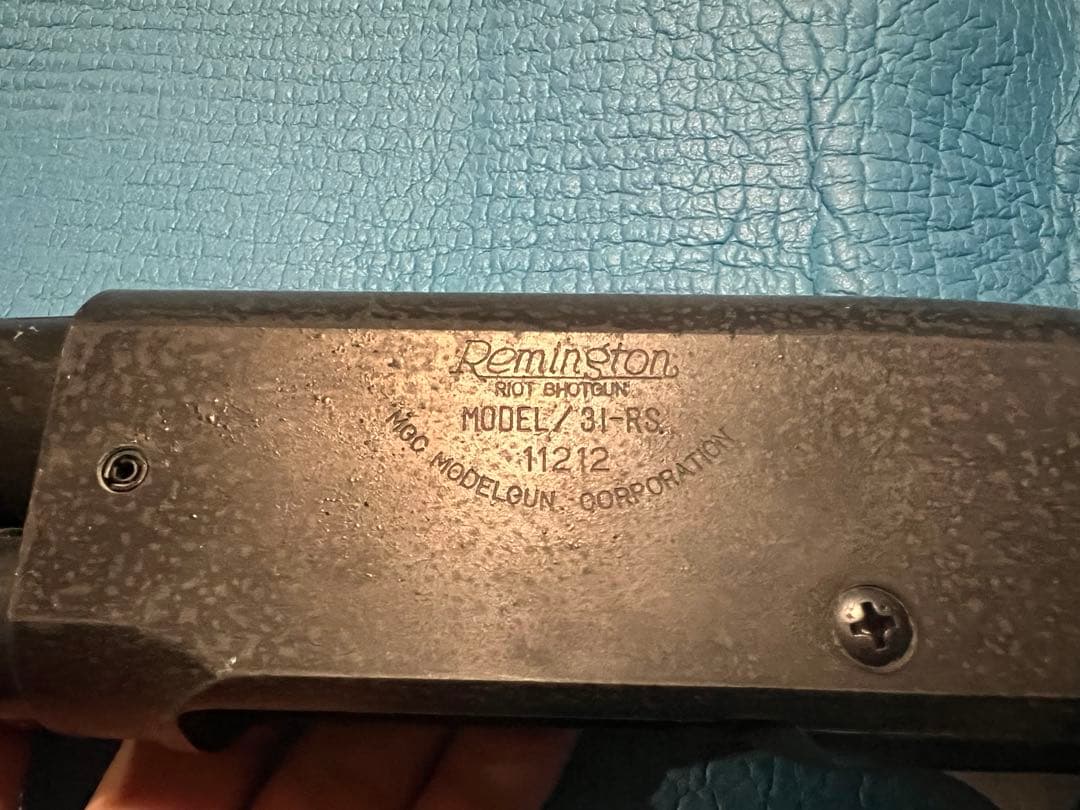 Remington
RIOT SHOTGUN
MODEL/31-RS.
11212
MGC MODELGUN CORPORATION